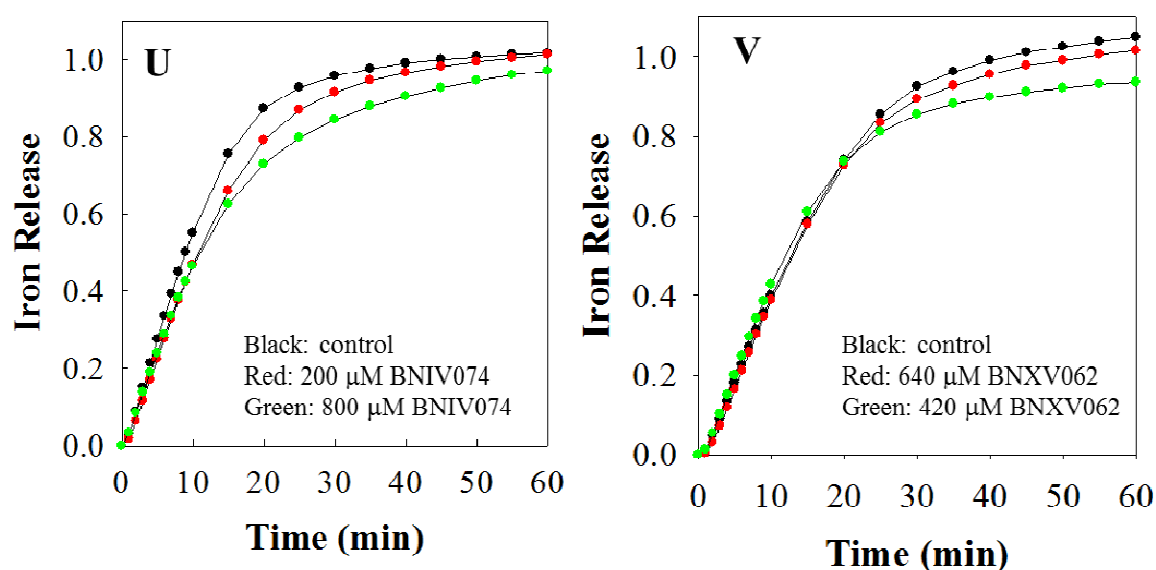 U
Iron Release
1.0
0.8
0.6
0.4
0.2
0.0
Black: control
Red: 200 μM BNIV074
Green: 800 μM BNIV074
0 10 20 30 40 50 60
Time (min)
V
Iron Release
1.0
0.8
0.6
0.4
0.2
0.0
Black: control
Red: 640 μM BNXV062
Green: 420 μM BNXV062
0 10 20 30 40 50 60
Time (min)